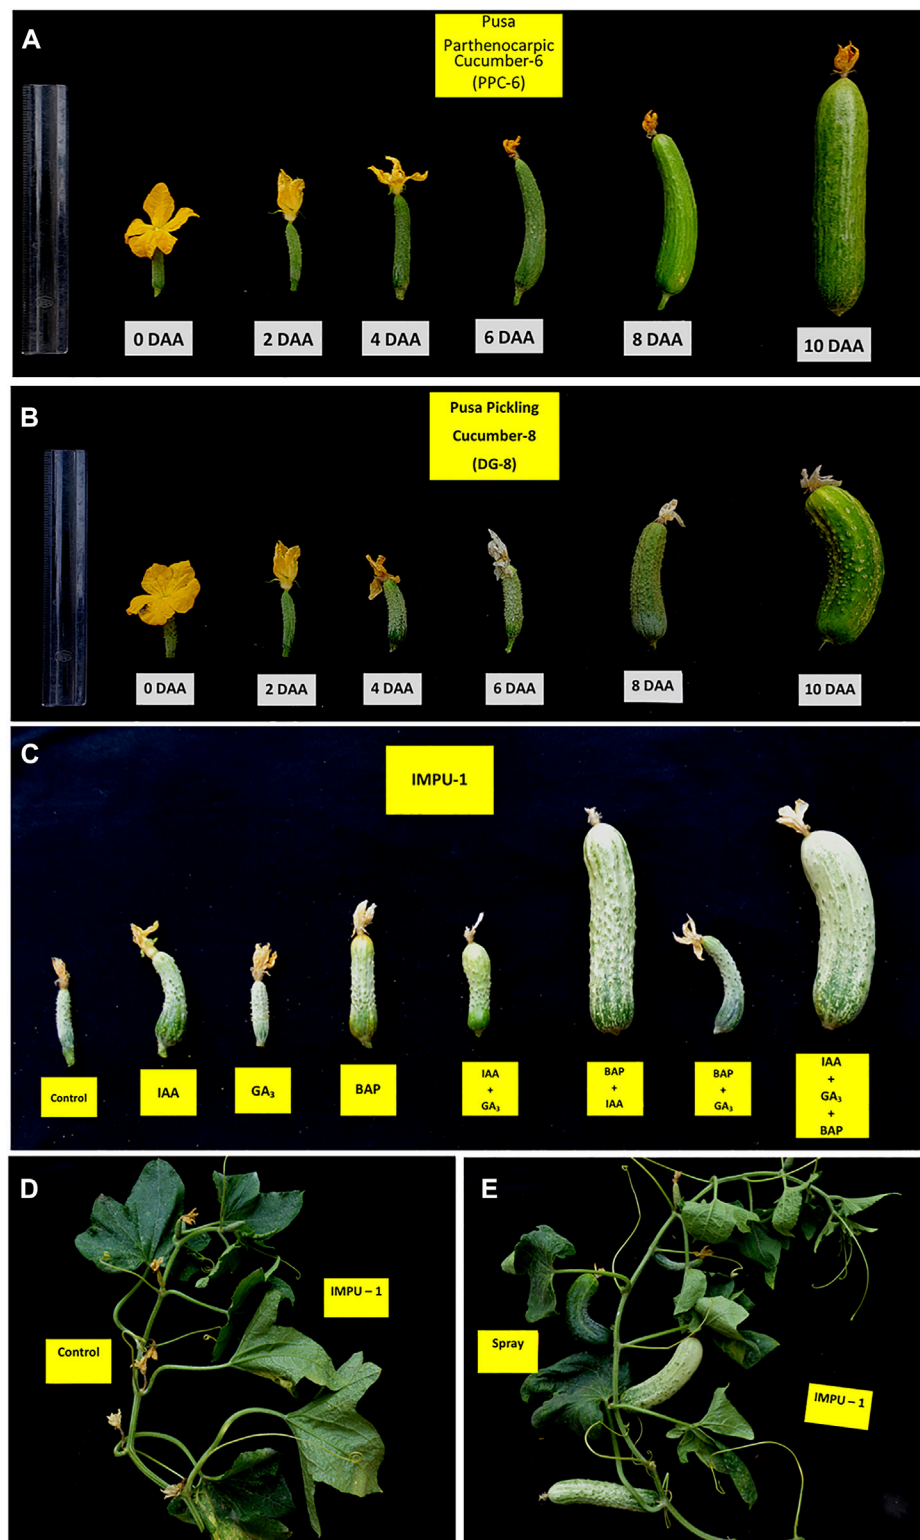 A
Pusa
Parthenocarpic
Cucumber-6
(PPC-6)
0 DAA
2 DAA
4 DAA
6 DAA
8 DAA
10 DAA
B
Pusa Pickling
Cucumber-8
(DG-8)
0 DAA
2 DAA
4 DAA
6 DAA
8 DAA
10 DAA
C
IMPU-1
Control
IAA
GA₃
BAP
IAA
+
GA₃
BAP
+
IAA
BAP
+
GA₃
IAA
+
GA₃
+
BAP
D
IMPU – 1
Control
E
Spray
IMPU – 1